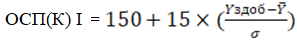 ОСП(К) I = 150 + 15 × (Yздоб−Ȳ / σ)